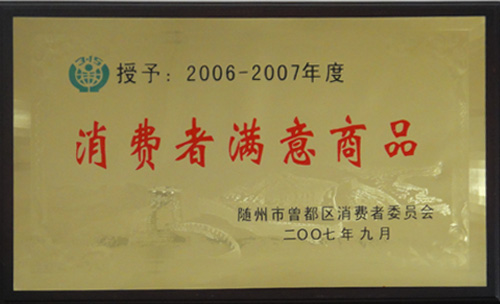 315
授予：2006-2007年度
消费者满意商品
随州市曾都区消费者委员会
二〇〇七年九月